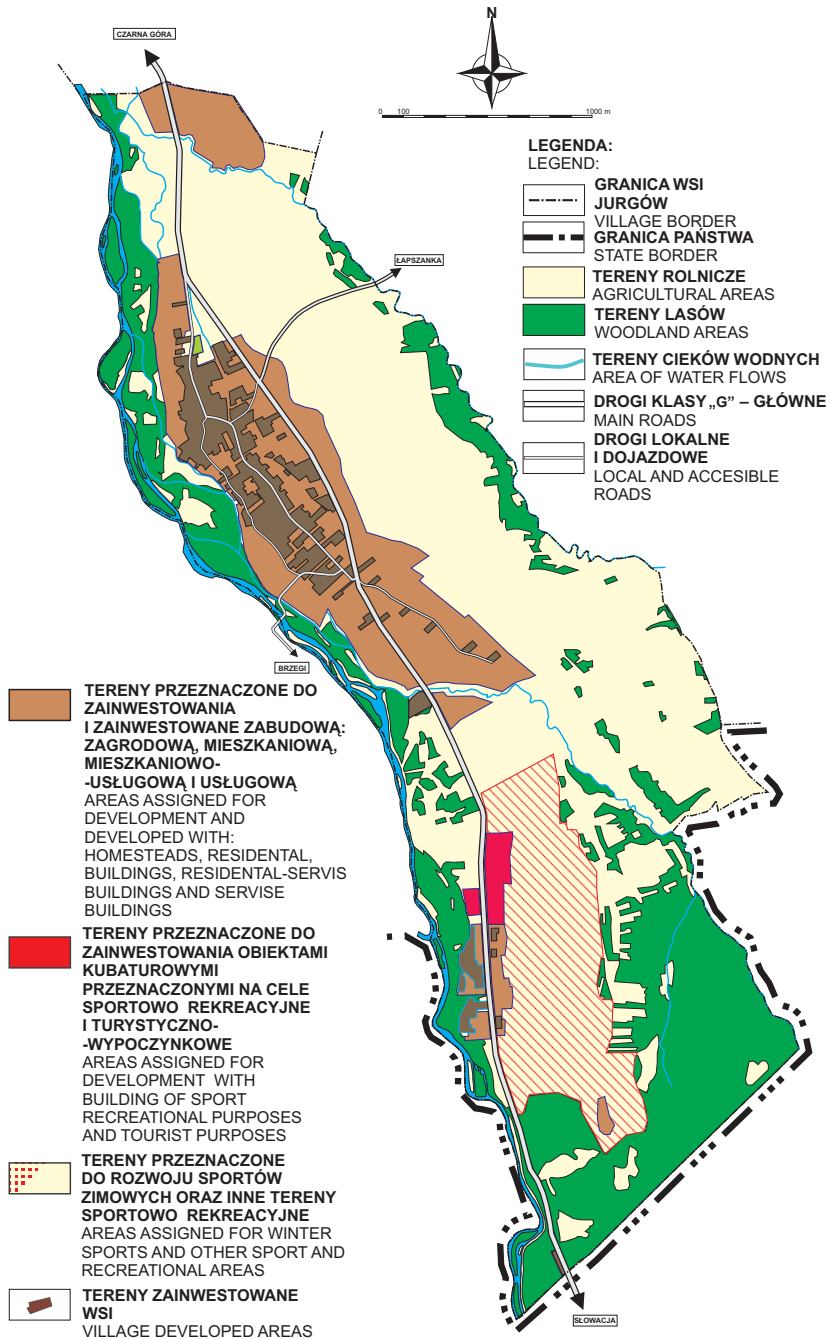 CZARNA GÓRA
N
0 100 1000 m
LEGENDA:
LEGEND:
GRANICA WSI
JURGÓW
VILLAGE BORDER
GRANICA PAŃSTWA
STATE BORDER
TERENY ROLNICZE
AGRICULTURAL AREAS
TERENY LASÓW
WOODLAND AREAS
TERENY CIEKÓW WODNYCH
AREA OF WATER FLOWS
DROGI KLASY „G” – GŁÓWNE
MAIN ROADS
DROGI LOKALNE
I DOJAZDOWE
LOCAL AND ACCESIBLE
ROADS
ŁAPSZANKA
BRZEGI
TERENY PRZEZNACZONE DO
ZAINWESTOWANIA
I ZAINWESTOWANE ZABUDOWĄ:
ZAGRODOWĄ, MIESZKANIOWĄ,
MIESZKANIOWO-
-USŁUGOWĄ I USŁUGOWĄ
AREAS ASSIGNED FOR
DEVELOPMENT AND
DEVELOPED WITH:
HOMESTEADS, RESIDENTAL,
BUILDINGS, RESIDENTAL-SERVIS
BUILDINGS AND SERVISE
BUILDINGS
TERENY PRZEZNACZONE DO
ZAINWESTOWANIA OBIEKTAMI
KUBATUROWYMI
PRZEZNACZONYMI NA CELE
SPORTOWO REKREACYJNE
I TURYSTYCZNO-
-WYPOCZYNKOWE
AREAS ASSIGNED FOR
DEVELOPMENT WITH
BUILDING OF SPORT
RECREATIONAL PURPOSES
AND TOURIST PURPOSES
TERENY PRZEZNACZONE
DO ROZWOJU SPORTÓW
ZIMOWYCH ORAZ INNE TERENY
SPORTOWO REKREACYJNE
AREAS ASSIGNED FOR WINTER
SPORTS AND OTHER SPORT AND
RECREATIONAL AREAS
TERENY ZAINWESTOWANE
WSI
VILLAGE DEVELOPED AREAS
SŁOWACJA